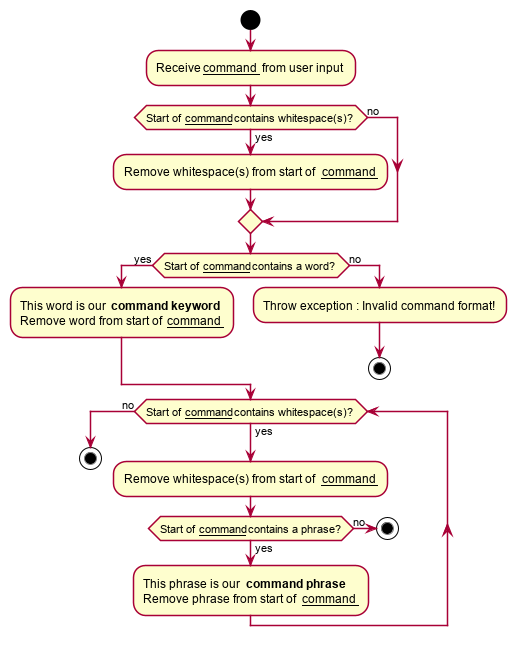 Receive command from user input
Start of command contains whitespace(s)?
no
yes
Remove whitespace(s) from start of command
yes
Start of command contains a word?
no
This word is our command keyword
Remove word from start of command
Throw exception : Invalid command format!
no
Start of command contains whitespace(s)?
yes
Remove whitespace(s) from start of command
Start of command contains a phrase?
no
yes
This phrase is our command phrase
Remove phrase from start of command